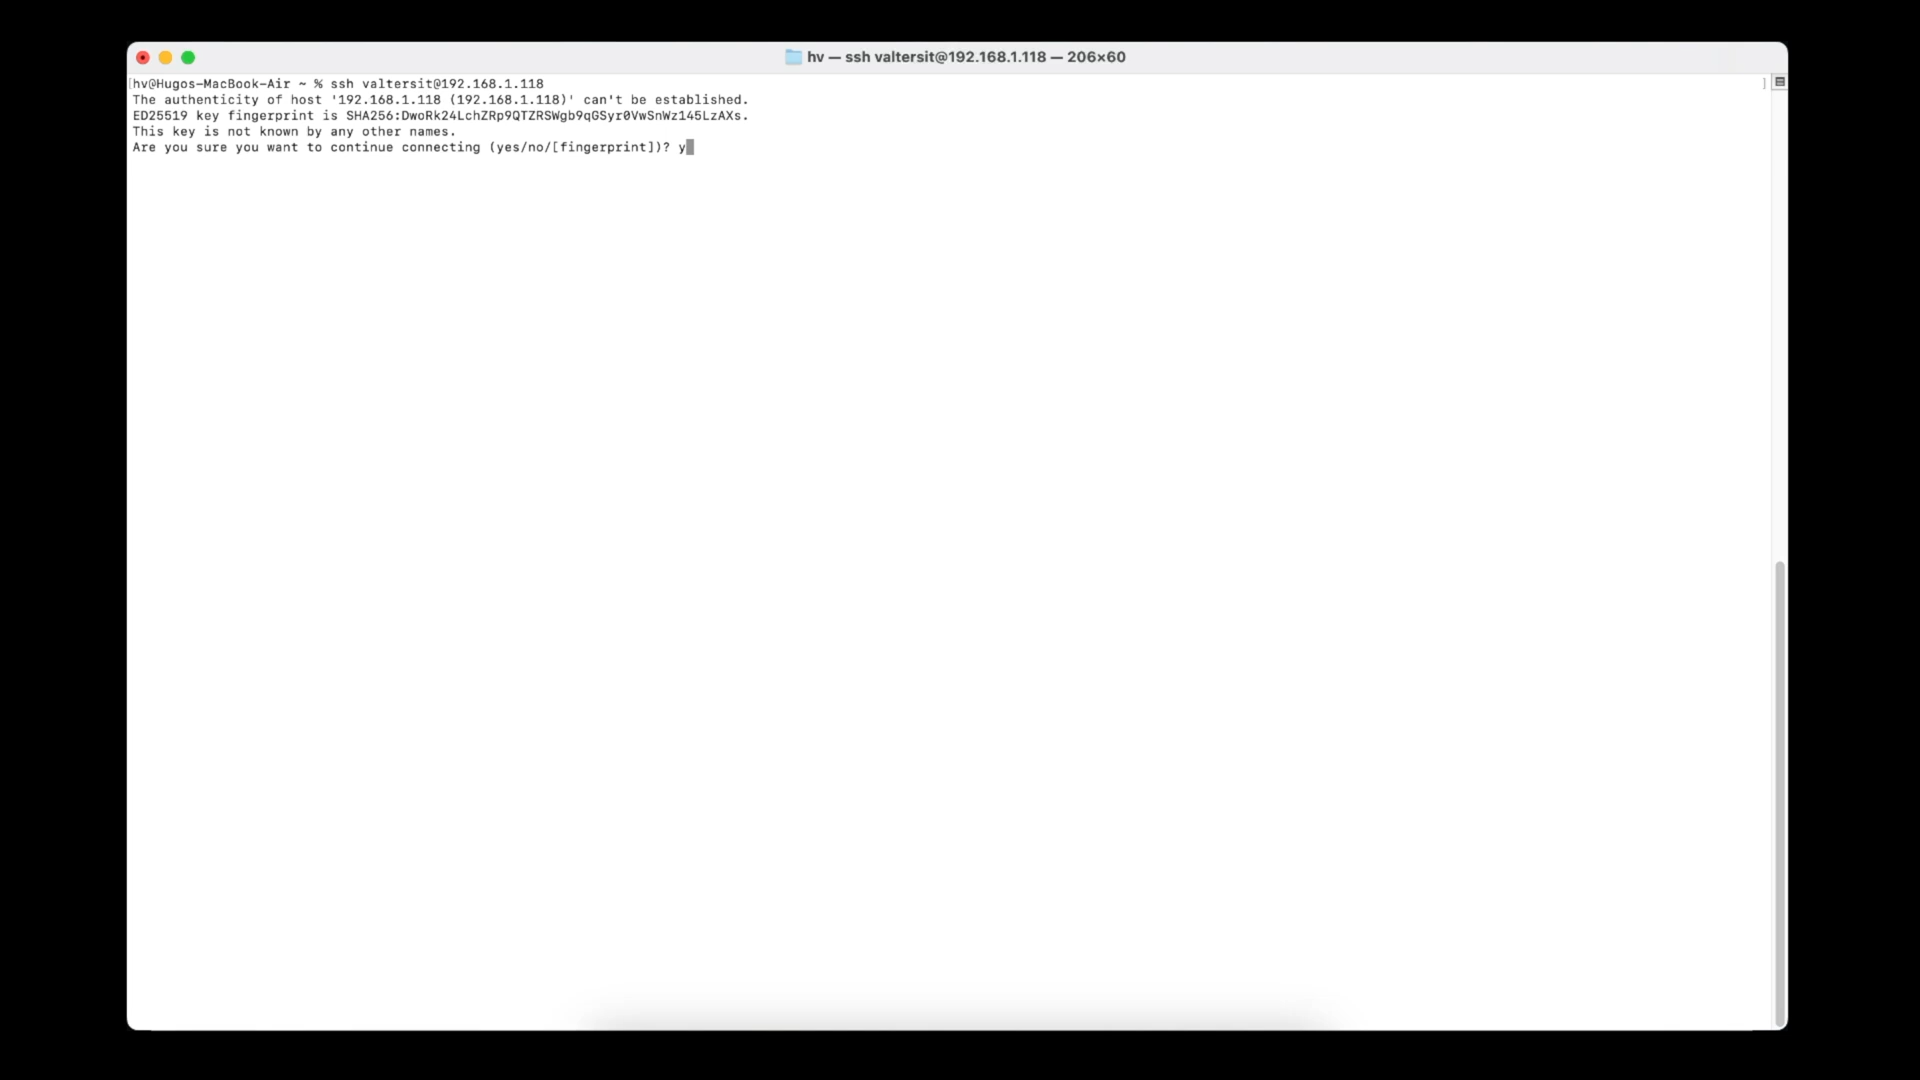 hv — ssh valtersit@192.168.1.118 — 206×60
[hv@Hugos-MacBook-Air ~ % ssh valtersit@192.168.1.118 ]
The authenticity of host '192.168.1.118 (192.168.1.118)' can't be established.
ED25519 key fingerprint is SHA256:DwoRk24LchZRp9QTZRSWgb9qGSyr0VwSnWz145LzAXs.
This key is not known by any other names.
Are you sure you want to continue connecting (yes/no/[fingerprint])? y